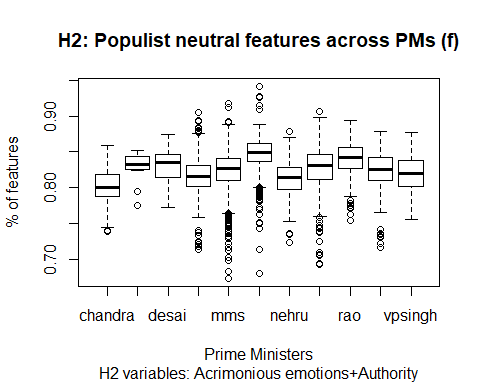 H2: Populist neutral features across PMs (f)
% of features
0.90
0.80
0.70
chandra desai mms nehru rao vpsingh
Prime Ministers
H2 variables: Acrimonious emotions+Authority